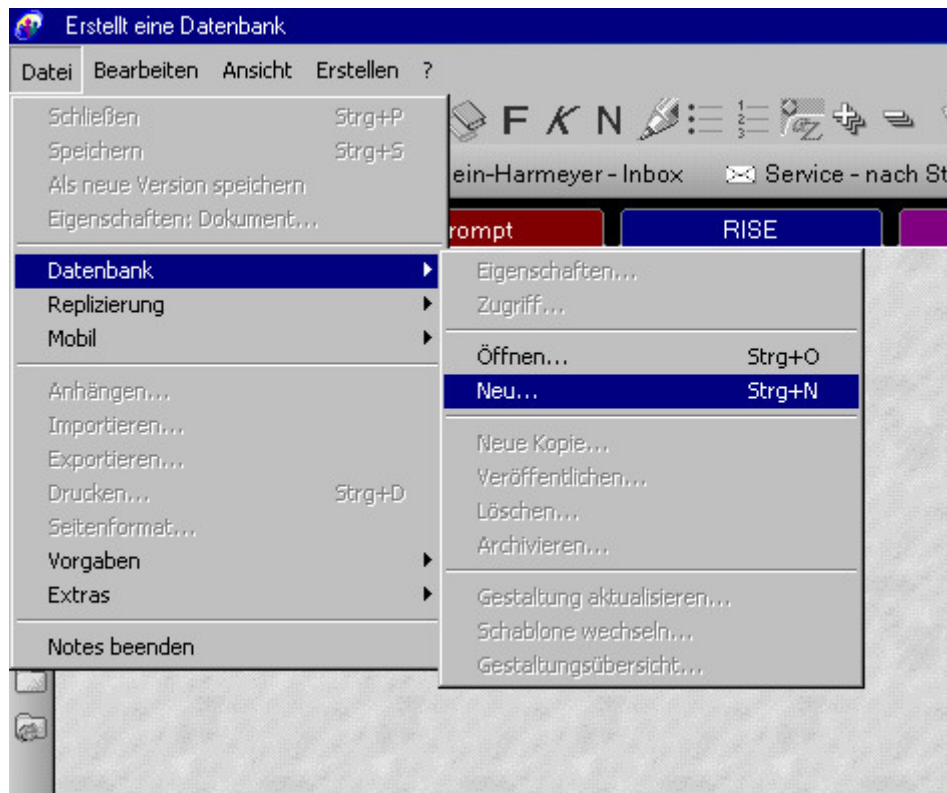 Erstellt eine Datenbank
Datei Bearbeiten Ansicht Erstellen ?
F K N
ein-Harmeyer - Inbox Service - nach St
rompt RISE
Schließen Strg+P
Speichern Strg+S
Als neue Version speichern
Eigenschaften: Dokument...
Datenbank
Replizierung
Mobil
Anhängen...
Importieren...
Exportieren...
Drucken... Strg+D
Seitenformat...
Vorgaben
Extras
Notes beenden
Eigenschaften...
Zugriff...
Öffnen... Strg+O
Neu... Strg+N
Neue Kopie...
Veröffentlichen...
Löschen...
Archivieren...
Gestaltung aktualisieren...
Schablone wechseln...
Gestaltungsübersicht...